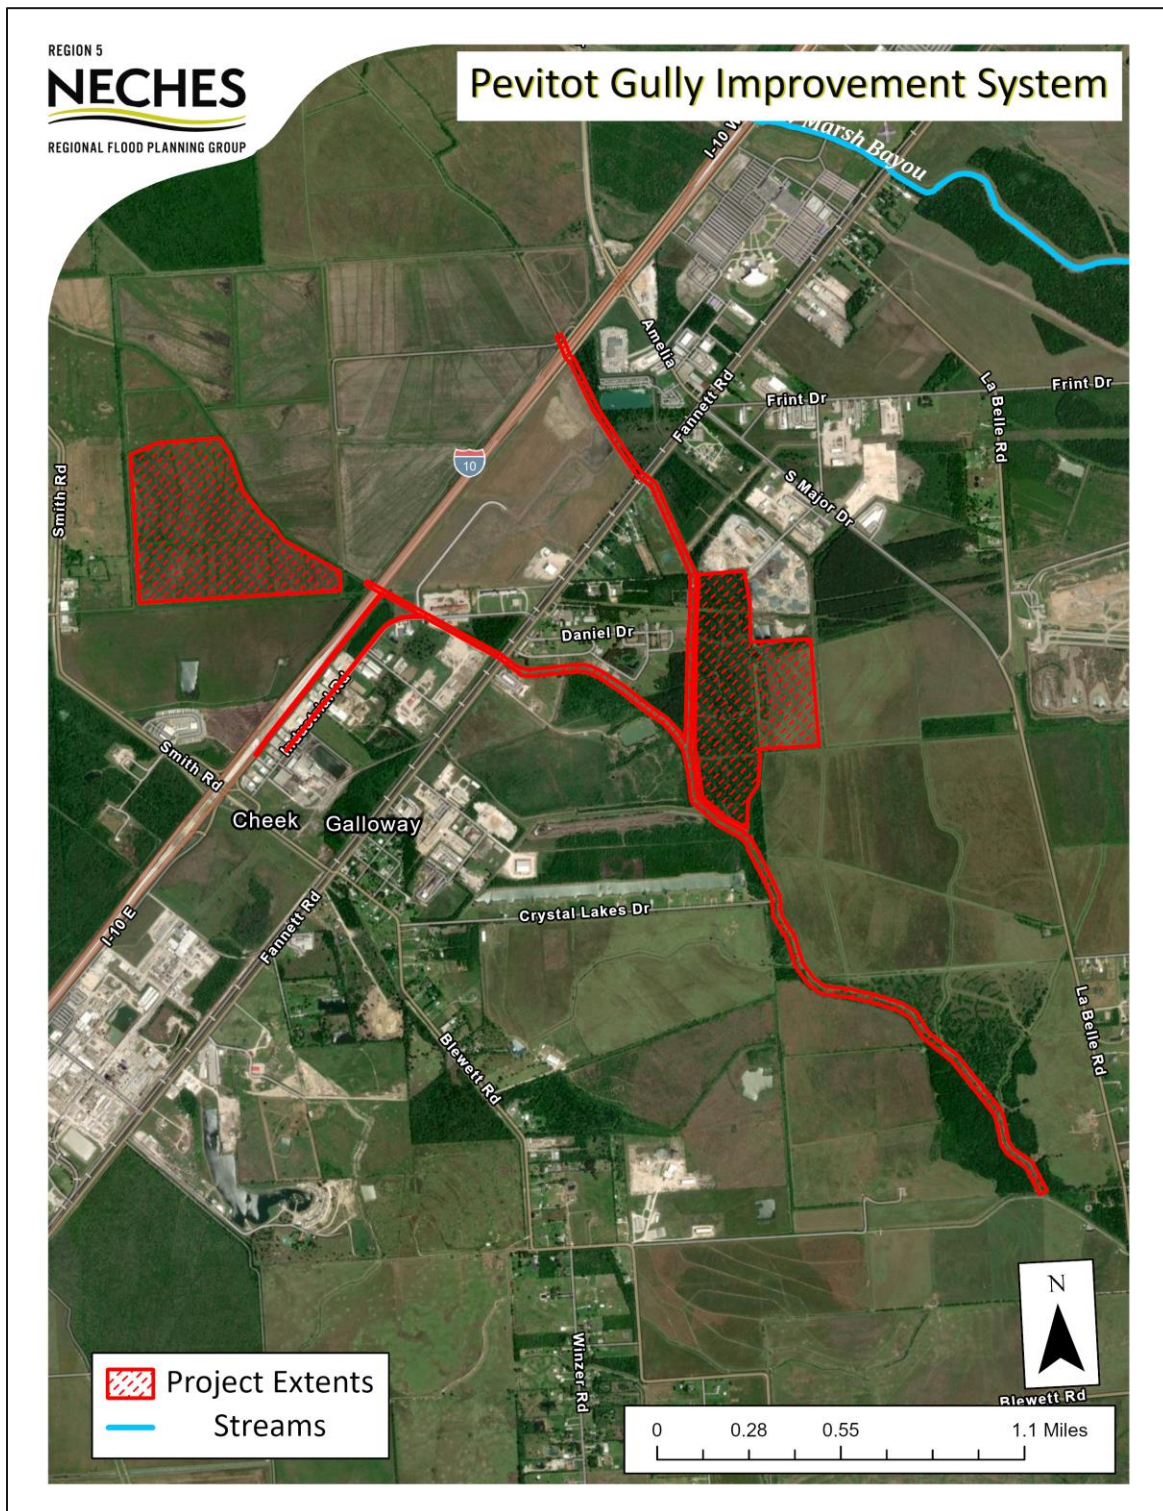 REGION 5
NECHES
REGIONAL FLOOD PLANNING GROUP
Pevitot Gully Improvement System
I-10 W
Marsh Bayou
Amelia
Fannett Rd
La Belle Rd
Frint Dr
Frint Dr
10
S Major Dr
Smith Rd
Daniel Dr
Industrial Rd
Smith Rd
Cheek
Galloway
I-10 E
Fannett Rd
Crystal Lakes Dr
La Belle Rd
Blewett Rd
N
Winzer Rd
Blewett Rd
Project Extents
Streams
0 0.28 0.55 1.1 Miles